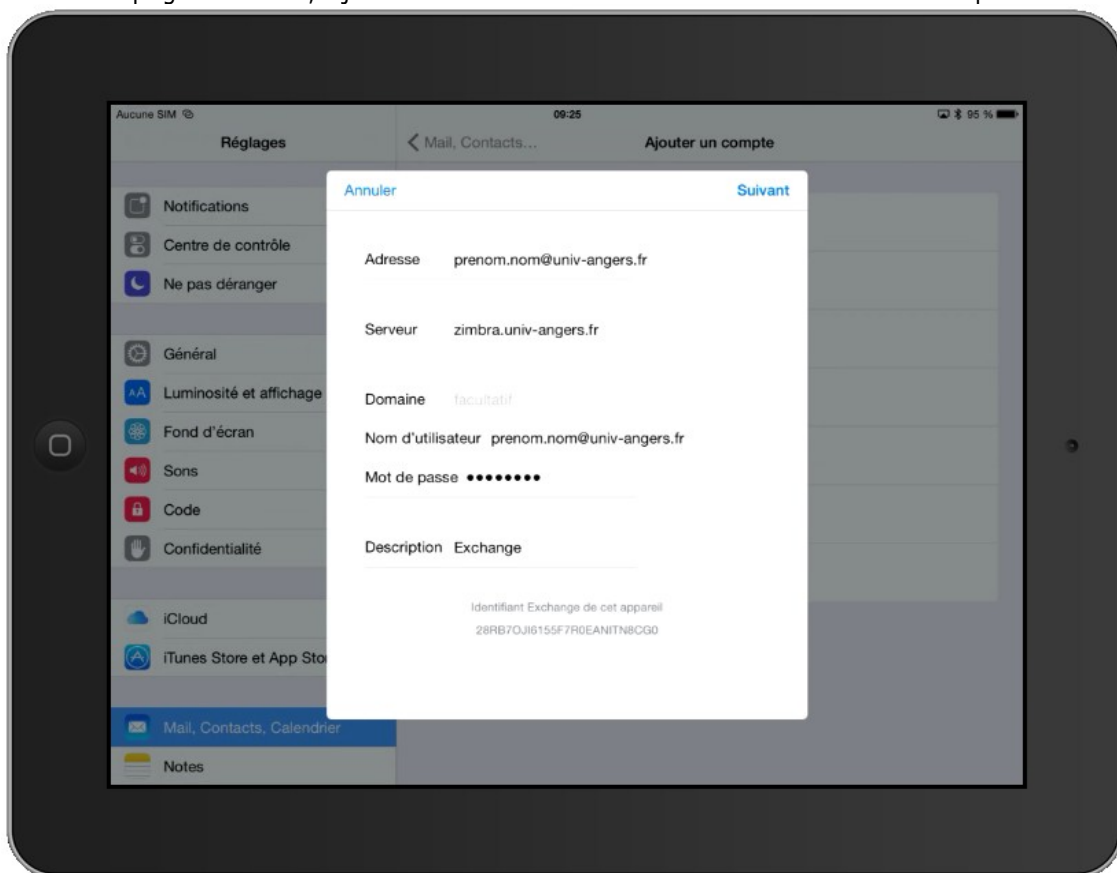 Aucune SIM
09:25
95 %
Réglages
Mail, Contacts...
Ajouter un compte
Notifications
Centre de contrôle
Ne pas déranger
Général
Luminosité et affichage
Fond d'écran
Sons
Code
Confidentialité
iCloud
iTunes Store et App Sto
Mail, Contacts, Calendrier
Notes
Annuler
Suivant
Adresse prenom.nom@univ-angers.fr
Serveur zimbra.univ-angers.fr
Domaine facultatif
Nom d'utilisateur prenom.nom@univ-angers.fr
Mot de passe ••••••••
Description Exchange
Identifiant Exchange de cet appareil
28RB7OJI6155F7R0EANITN8CG0